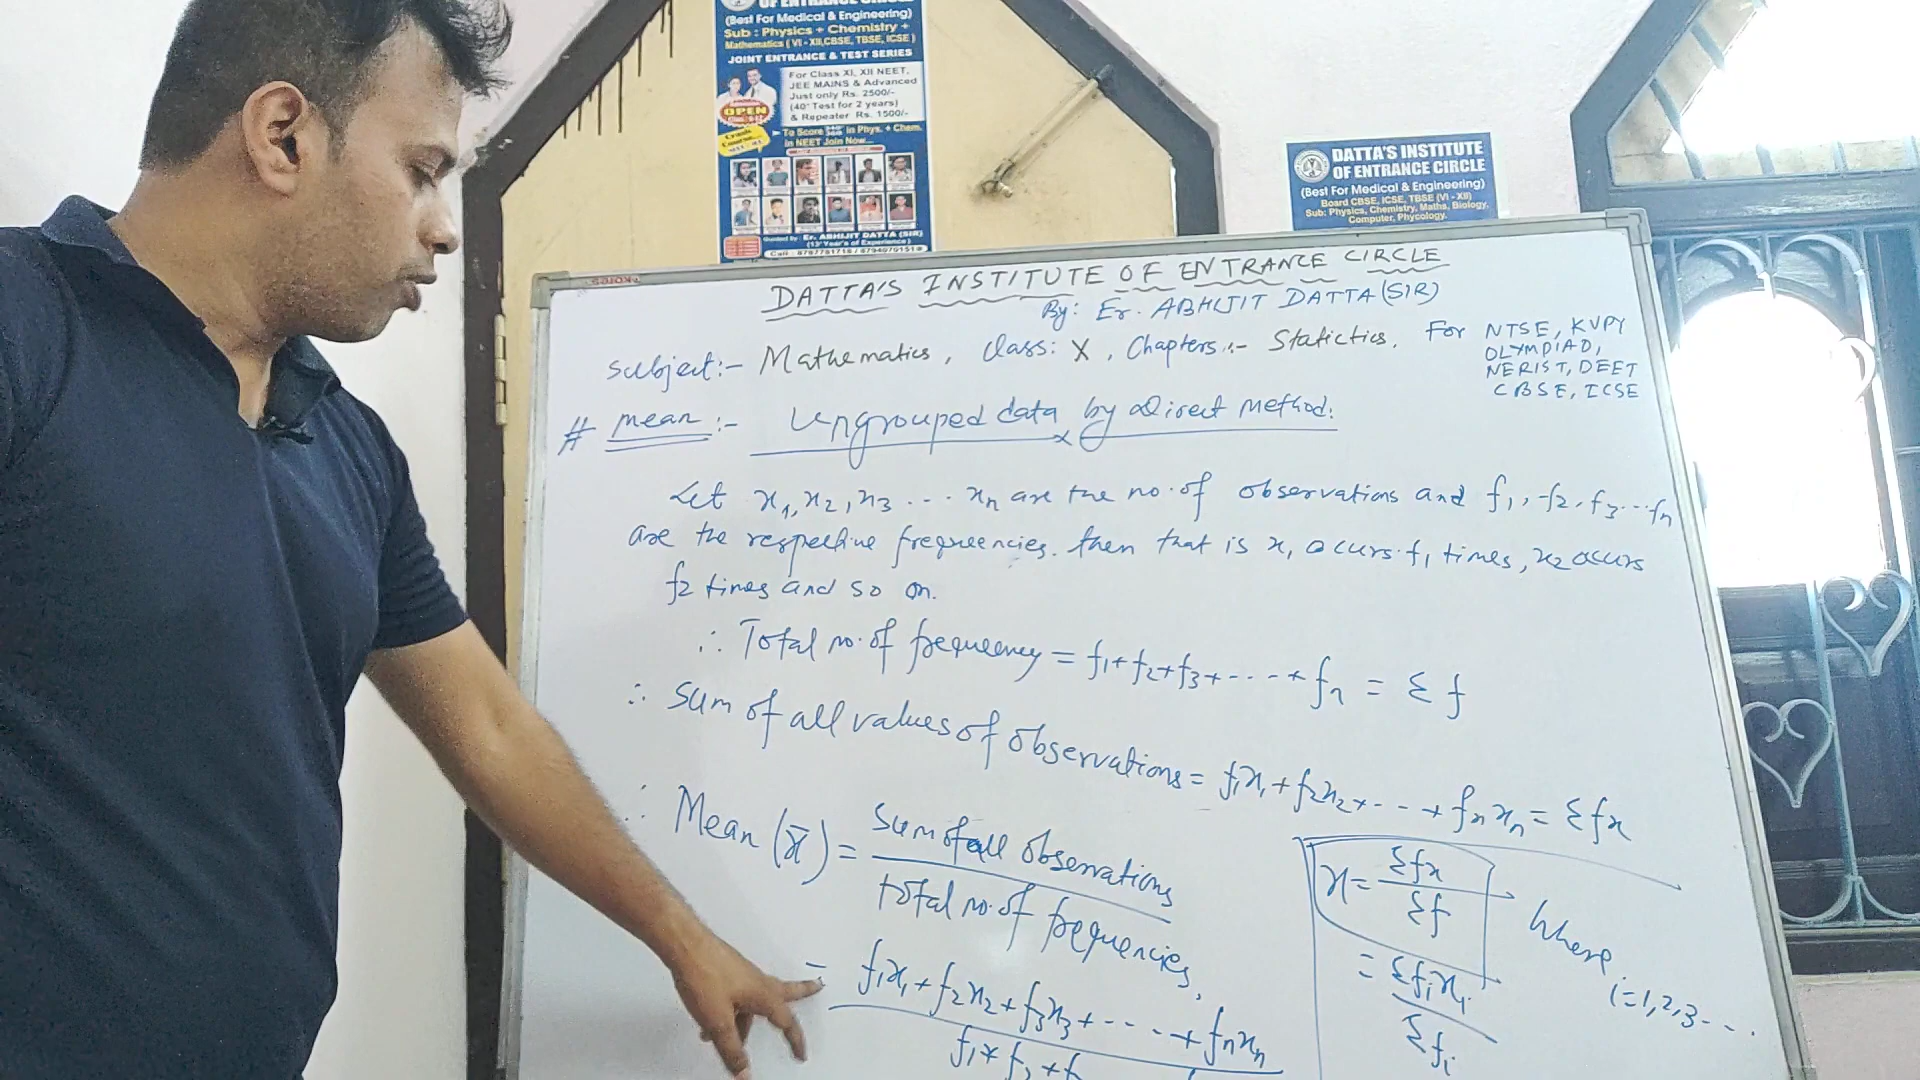 OF ENTRANCE CIRCLE
(Best For Medical & Engineering)
Sub : Physics + Chemistry +
Mathematics ( VI - XII,CBSE, TBSE, ICSE )
JOINT ENTRANCE & TEST SERIES
For Class XI, XII NEET,
JEE MAINS & Advanced
Just only Rs. 2500/-
(40+ Test for 2 years)
& Repeater Rs. 1500/-
OPEN
To Score in Phys. + Chem.
in NEET Join Now...
Guided by Er. ABHIJIT DATTA (SIR)
(13 Year's of Experience)
DATTA'S INSTITUTE
OF ENTRANCE CIRCLE
(Best For Medical & Engineering)
Board CBSE, ICSE, TBSE (VI - XII)
Sub: Physics, Chemistry, Maths, Biology,
Computer, Phycology.
DATTA'S INSTITUTE OF ENTRANCE CIRCLE
By: Er. ABHIJIT DATTA (SIR)
Subject:- Mathematics, Class: X, Chapters:- Statictics. For NTSE, KVPY
OLYMPIAD,
NERIST, DEET
CBSE, ICSE
# mean:- Ungrouped data by Direct method:
Let x1, x2, x3 ... xn are the no. of observations and f1, f2, f3...fn
are the respective frequencies. then that is x1 occurs f1 times, x2 occurs
f2 times and so on.
∴ Total no. of frequency = f1+f2+f3+----+fn = Σf
∴ Sum of all values of observations = f1x1+f2x2+---+fnxn = Σfx
∴ Mean (x̄) = Sum of all observations / total no. of frequencies,
= f1x1+f2x2+f3x3+----+fnxn / f1+f2+f
x = Σfx / Σf
= Σfixi / Σfi
Where
i=1,2,3---.